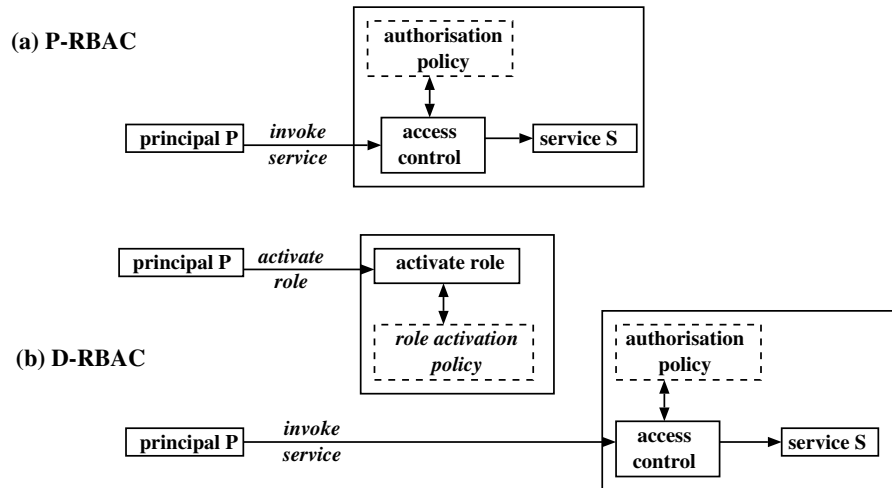 (a) P-RBAC
authorisation
policy
principal P
invoke
service
access
control
service S
principal P
activate
role
activate role
role activation
policy
(b) D-RBAC
authorisation
policy
principal P
invoke
service
access
control
service S